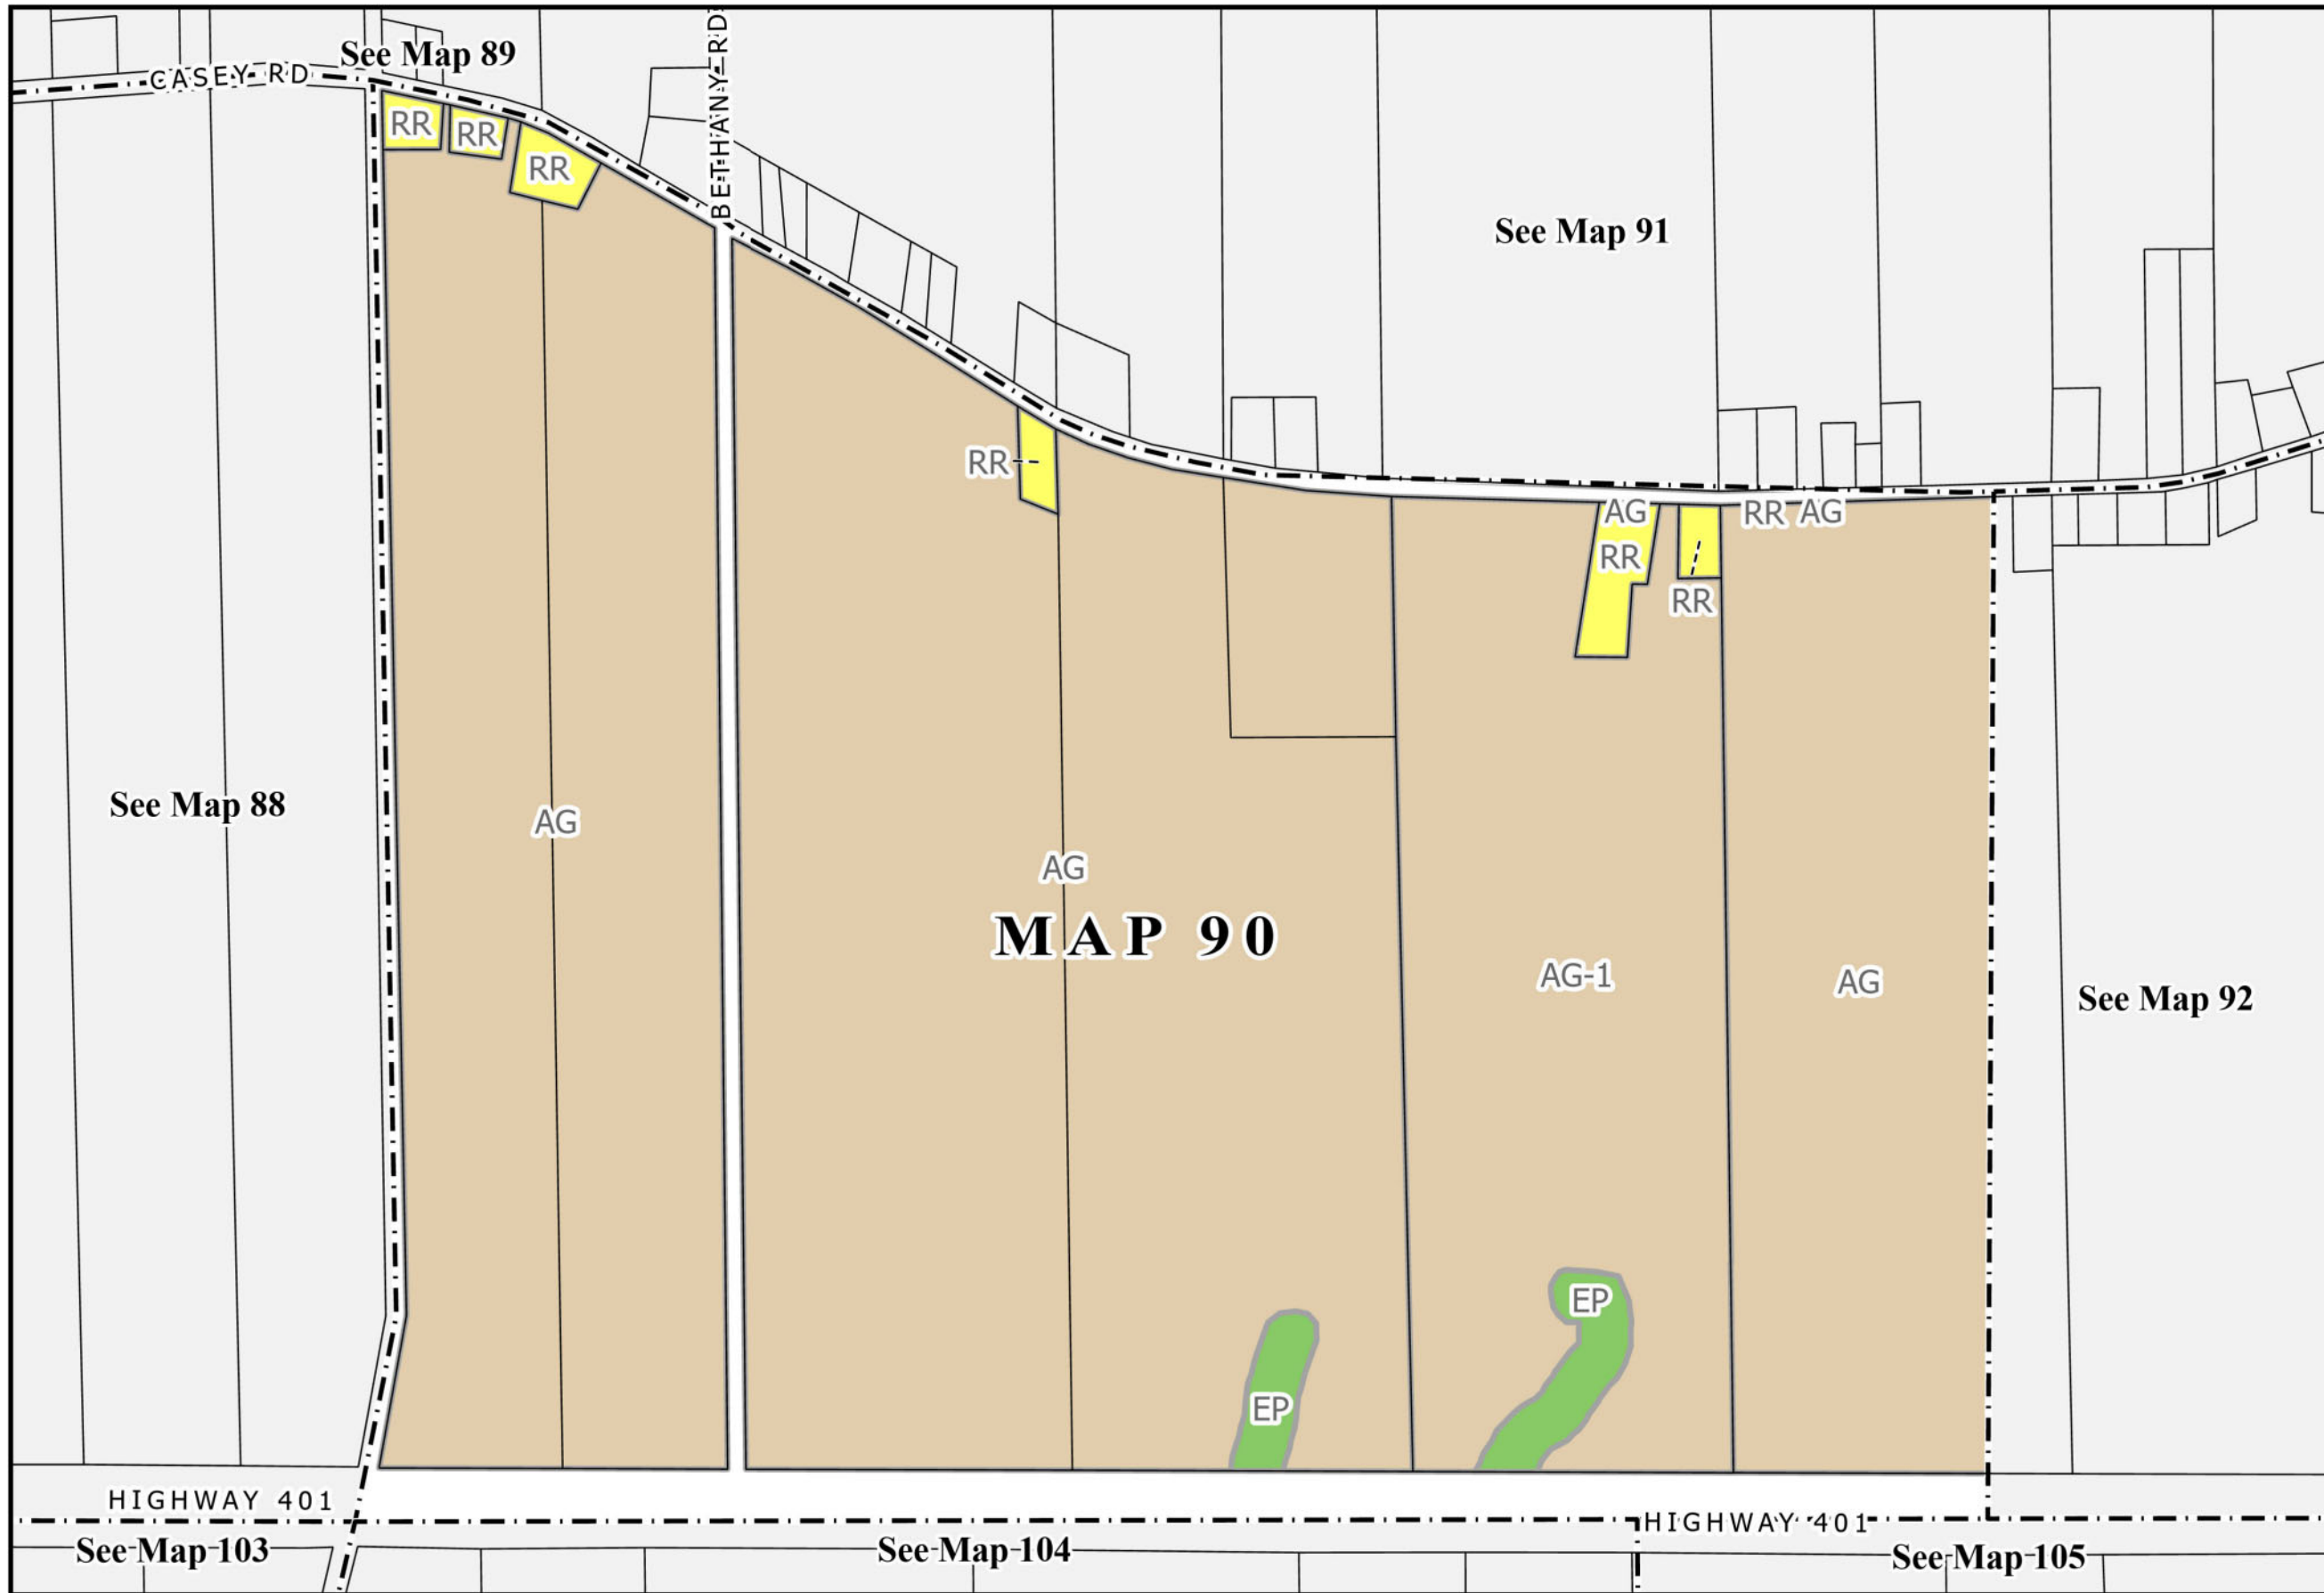 See Map 89
CASEY RD
BETHANY RD
RR
RR
RR
See Map 91
RR
AG
RR
AG
RR
RR
See Map 88
AG
AG
MAP 90
AG-1
AG
See Map 92
EP
EP
HIGHWAY 401
HIGHWAY 401
See Map 103
See Map 104
See Map 105